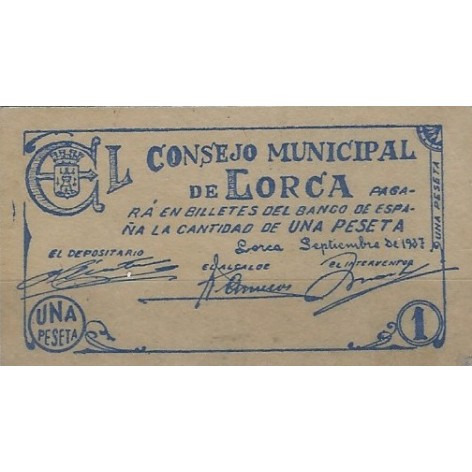 EL CONSEJO MUNICIPAL
DE LORCA PAGA-
RÁ EN BILLETES DEL BANCO DE ESPA-
ÑA LA CANTIDAD DE UNA PESETA
Lorca Septiembre de 1937
EL DEPOSITARIO
EL ALCALDE
EL INTERVENTOR
UNA
PESETA
1
UNA PESETA